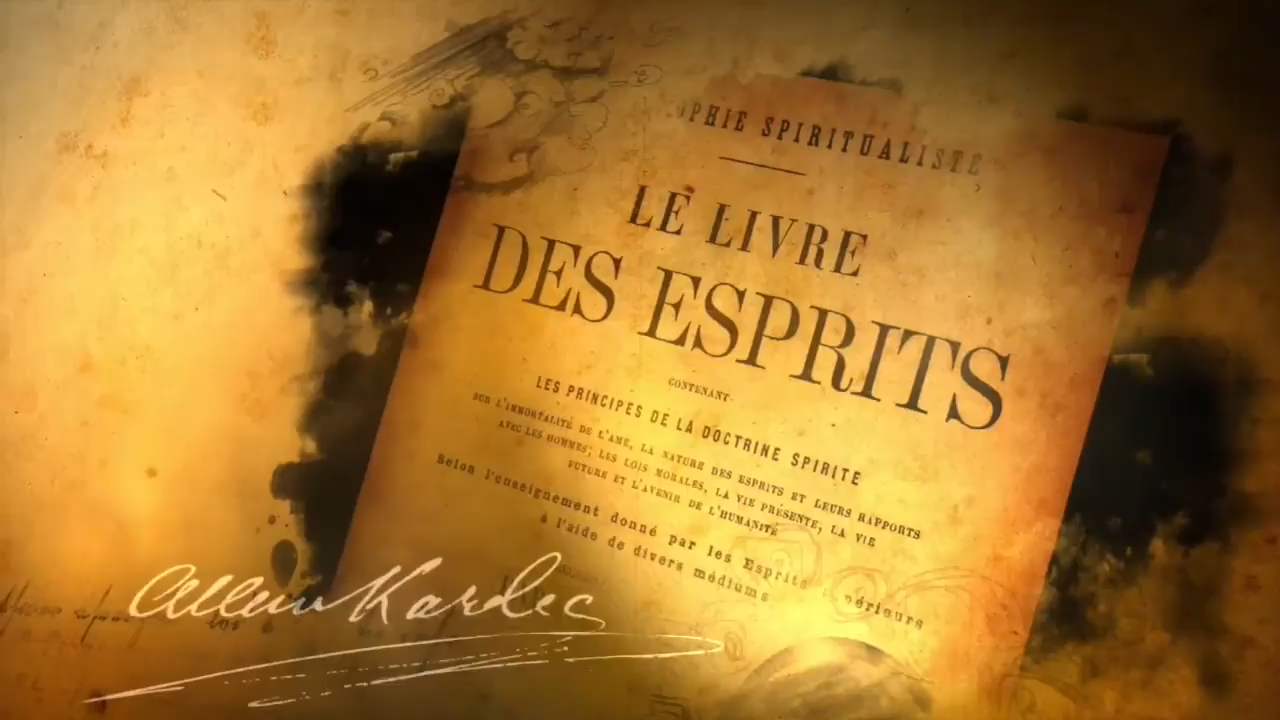 SPIRITUALISTE
LE LIVRE
DES ESPRITS
CONTENANT
LES PRINCIPES DE LA DOCTRINE SPIRITE
SUR L'IMMORTALITÉ DE L'AME, LA NATURE DES ESPRITS ET LEURS RAPPORTS
AVEC LES HOMMES; LES LOIS MORALES, LA VIE PRÉSENTE, LA VIE
FUTURE ET L'AVENIR DE L'HUMANITÉ
Selon l'enseignement donné par les Esprits
à l'aide de divers médiums
Allan Kardec